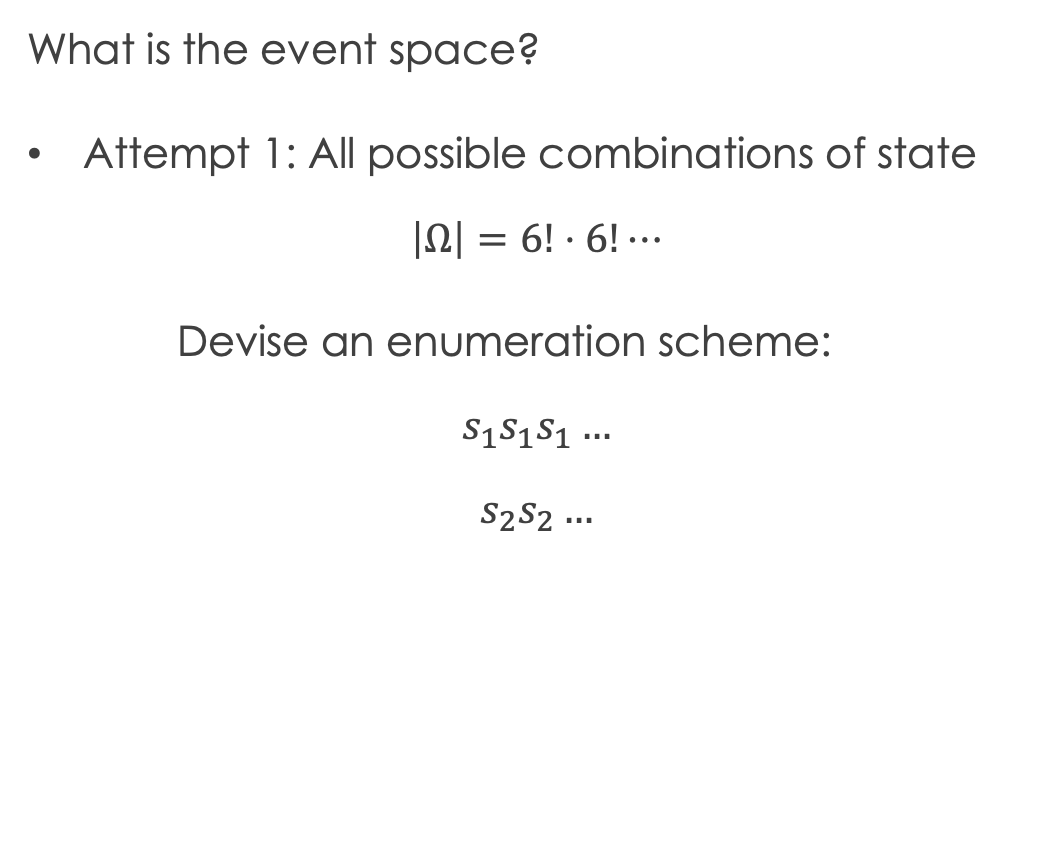 What is the event space?
• Attempt 1: All possible combinations of state
|Ω| = 6! · 6! ⋯
Devise an enumeration scheme:
s₁s₁s₁ …
s₂s₂ …